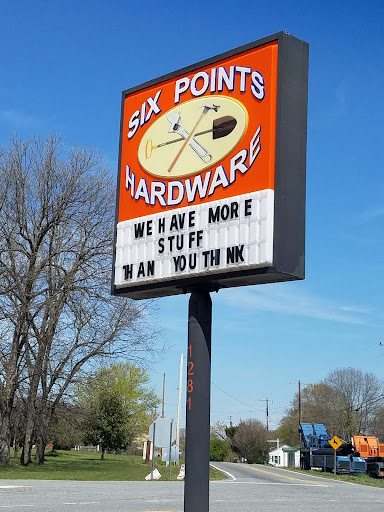 SIX POINTS
HARDWARE
WE HAVE MORE
STUFF
THAN YOU THINK
1281